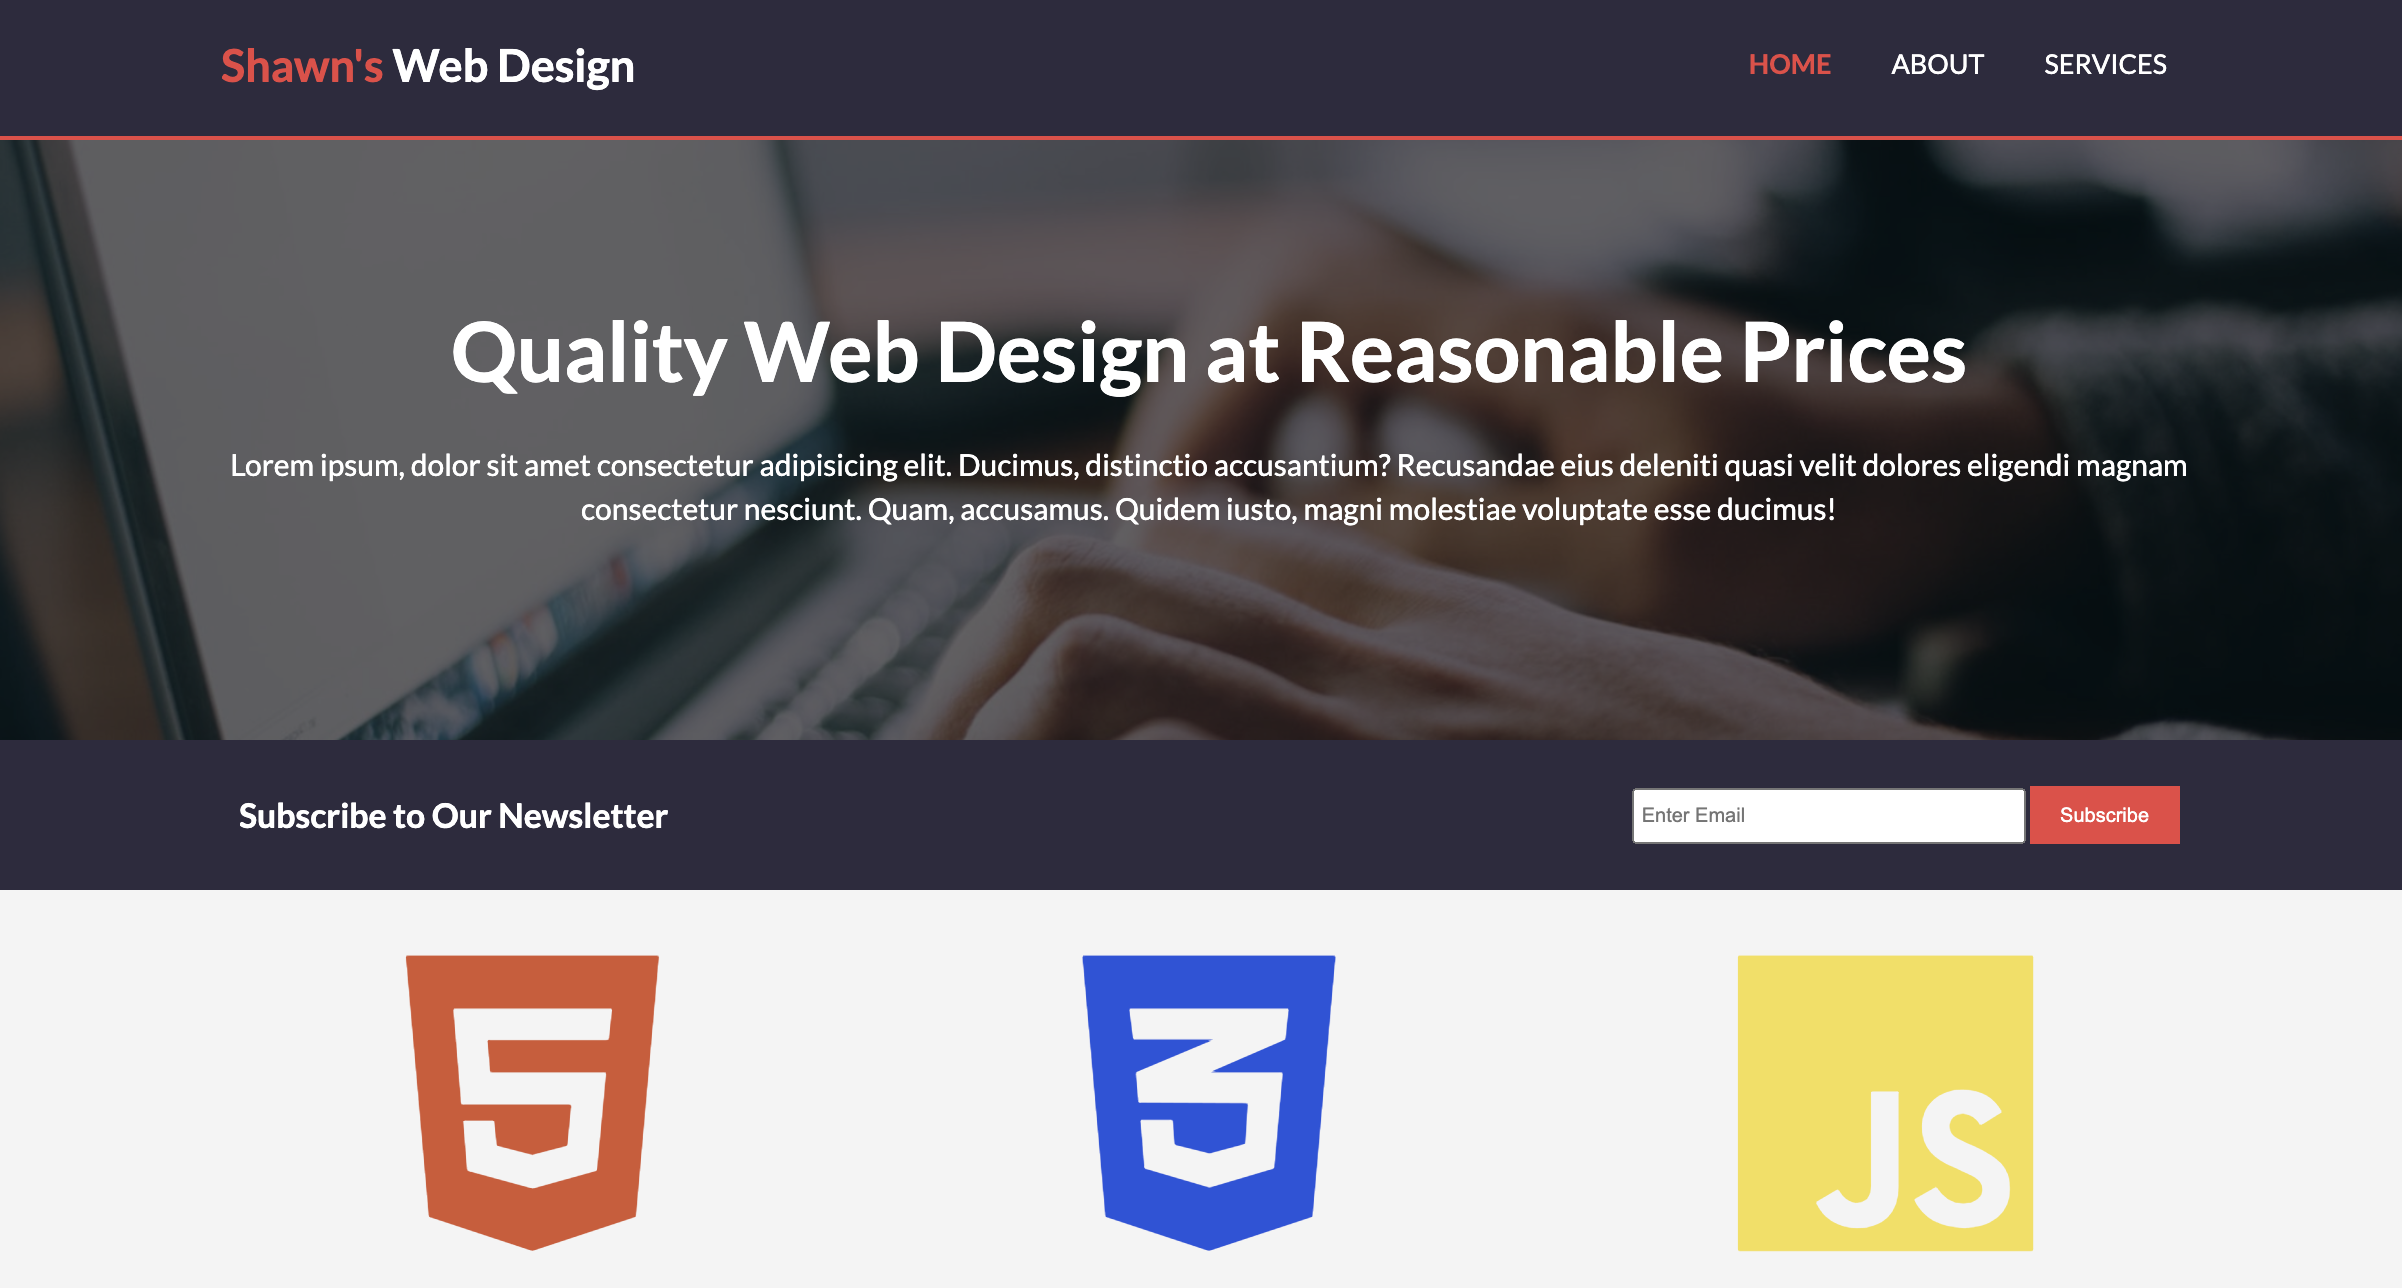 Shawn's Web Design
HOME ABOUT SERVICES
Quality Web Design at Reasonable Prices
Lorem ipsum, dolor sit amet consectetur adipisicing elit. Ducimus, distinctio accusantium? Recusandae eius deleniti quasi velit dolores eligendi magnam
consectetur nesciunt. Quam, accusamus. Quidem iusto, magni molestiae voluptate esse ducimus!
Subscribe to Our Newsletter
Enter Email
Subscribe
5
3
JS